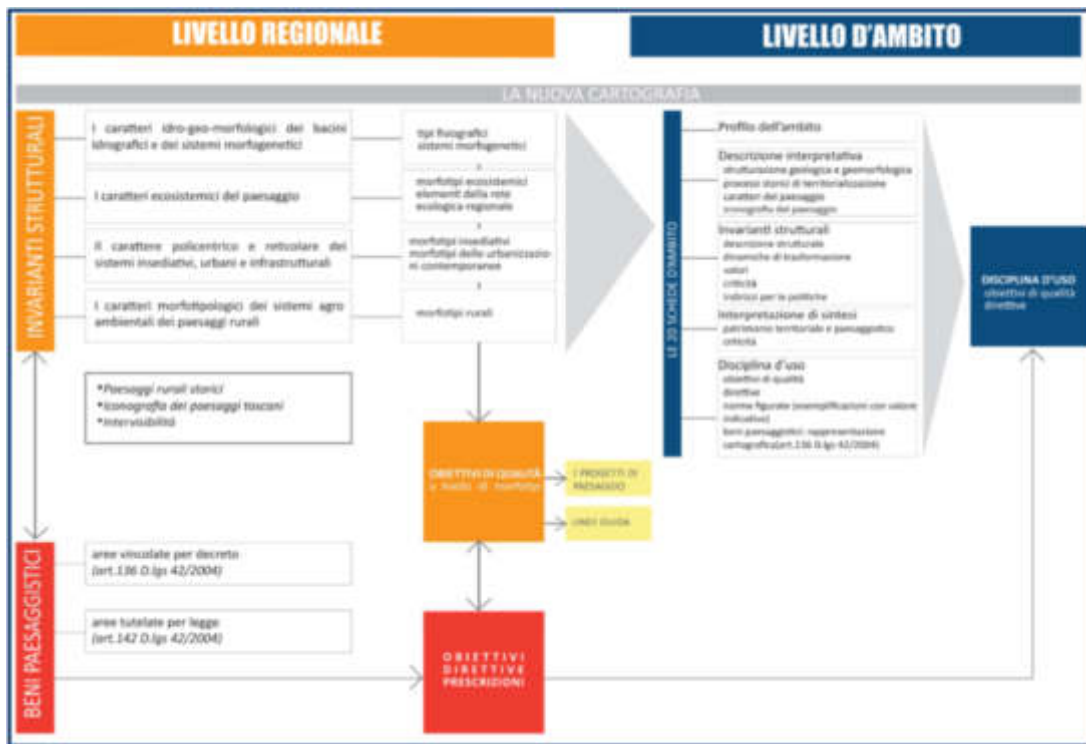 LIVELLO REGIONALE
LIVELLO D'AMBITO
LA NUOVA CARTOGRAFIA
INVARIANTI STRUTTURALI
I caratteri idro-geo-morfologici dei bacini
idrografici e dei sistemi morfogenetici
tipi fisiografici
sistemi morfogenetici
I caratteri ecosistemici del paesaggio
morfotipi ecosistemici
elementi della rete
ecologica regionale
Il carattere policentrico e reticolare dei
sistemi insediativi, urbani e infrastrutturali
morfotipi insediativi
morfotipi delle urbanizzazio-
ni contemporanee
I caratteri morfotipologici dei sistemi agro
ambientali dei paesaggi rurali
morfotipi rurali
*Paesaggi rurali storici
*Iconografia dei paesaggi toscani
*Intervisibilità
OBIETTIVI DI QUALITÀ
a livello di morfotipi
I PROGETTI DI
PAESAGGIO
LINEE GUIDA
BENI PAESAGGISTICI
aree vincolate per decreto
(art.136 D.lgs 42/2004)
aree tutelate per legge
(art.142 D.lgs 42/2004)
OBIETTIVI
DIRETTIVE
PRESCRIZIONI
LE 20 SCHEDE D'AMBITO
Profilo dell'ambito
Descrizione interpretativa
strutturazione geologica e geomorfologica
processi storici di territorializzazione
caratteri del paesaggio
iconografia del paesaggio
Invarianti strutturali
descrizione strutturale
dinamiche di trasformazione
valori
criticità
indirizzi per le politiche
Interpretazione di sintesi
patrimonio territoriale e paesaggistico
criticità
Disciplina d'uso
obiettivi di qualità
direttive
norme figurate (esemplificazioni con valore
indicativo)
beni paesaggistici: rappresentazione
cartografica(art.136 D.lgs 42/2004)
DISCIPLINA D'USO
obiettivi di qualità
direttive